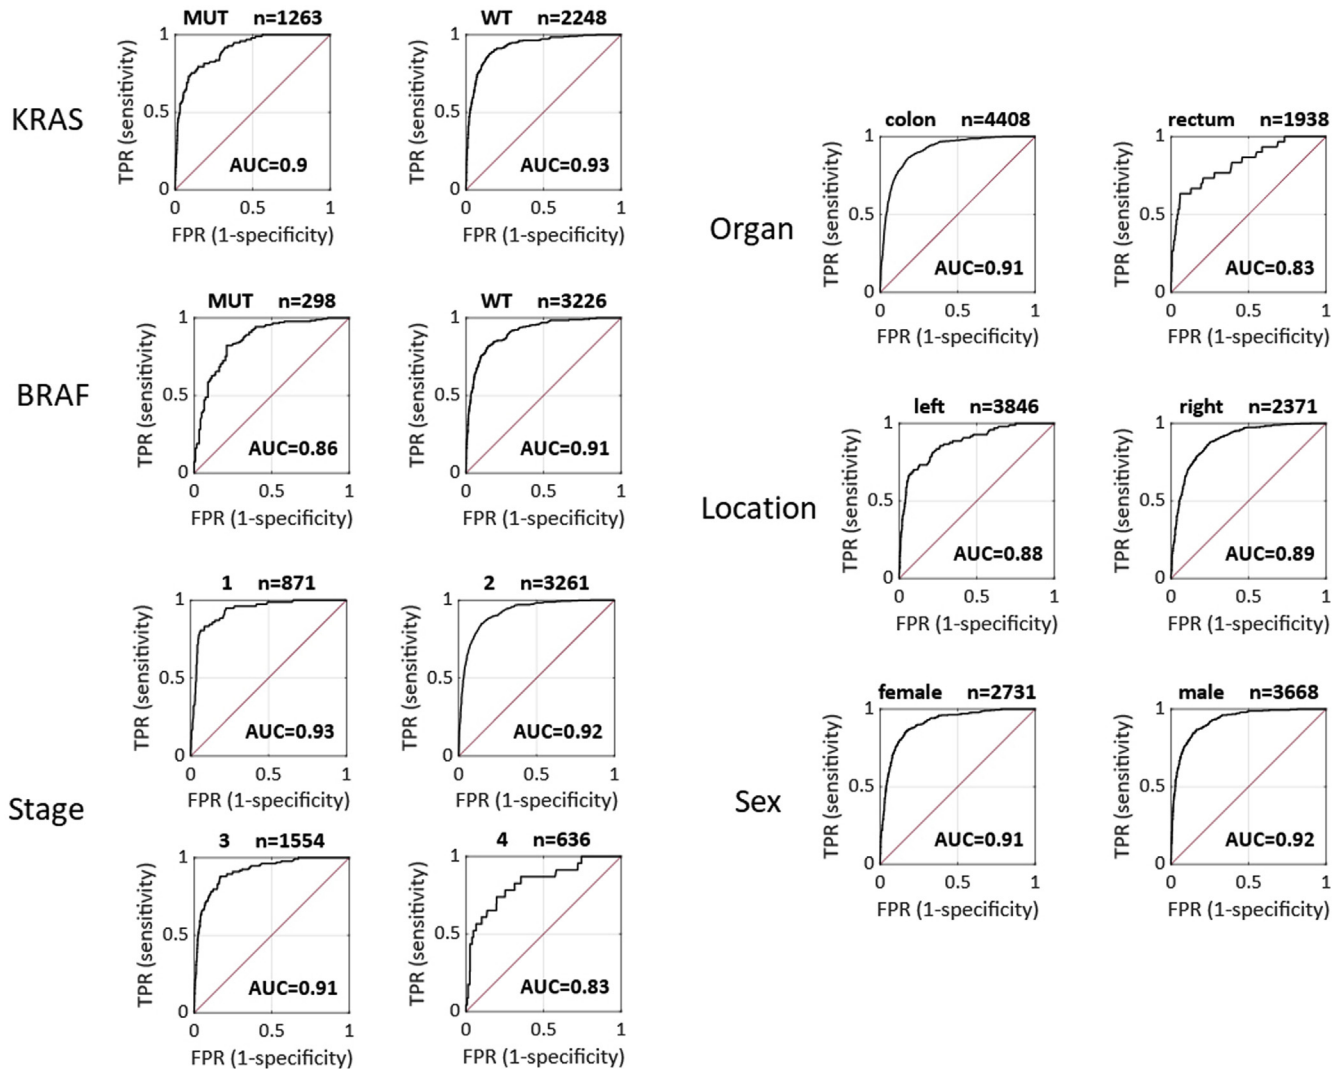 KRAS
MUT n=1263
1
0.5
0
TPR (sensitivity)
AUC=0.9
0 0.5 1
FPR (1-specificity)
WT n=2248
1
0.5
0
TPR (sensitivity)
AUC=0.93
0 0.5 1
FPR (1-specificity)
BRAF
MUT n=298
1
0.5
0
TPR (sensitivity)
AUC=0.86
0 0.5 1
FPR (1-specificity)
WT n=3226
1
0.5
0
TPR (sensitivity)
AUC=0.91
0 0.5 1
FPR (1-specificity)
Stage
1 n=871
1
0.5
0
TPR (sensitivity)
AUC=0.93
0 0.5 1
FPR (1-specificity)
2 n=3261
1
0.5
0
TPR (sensitivity)
AUC=0.92
0 0.5 1
FPR (1-specificity)
3 n=1554
1
0.5
0
TPR (sensitivity)
AUC=0.91
0 0.5 1
FPR (1-specificity)
4 n=636
1
0.5
0
TPR (sensitivity)
AUC=0.83
0 0.5 1
FPR (1-specificity)
Organ
colon n=4408
1
0.5
0
TPR (sensitivity)
AUC=0.91
0 0.5 1
FPR (1-specificity)
rectum n=1938
1
0.5
0
TPR (sensitivity)
AUC=0.83
0 0.5 1
FPR (1-specificity)
Location
left n=3846
1
0.5
0
TPR (sensitivity)
AUC=0.88
0 0.5 1
FPR (1-specificity)
right n=2371
1
0.5
0
TPR (sensitivity)
AUC=0.89
0 0.5 1
FPR (1-specificity)
Sex
female n=2731
1
0.5
0
TPR (sensitivity)
AUC=0.91
0 0.5 1
FPR (1-specificity)
male n=3668
1
0.5
0
TPR (sensitivity)
AUC=0.92
0 0.5 1
FPR (1-specificity)